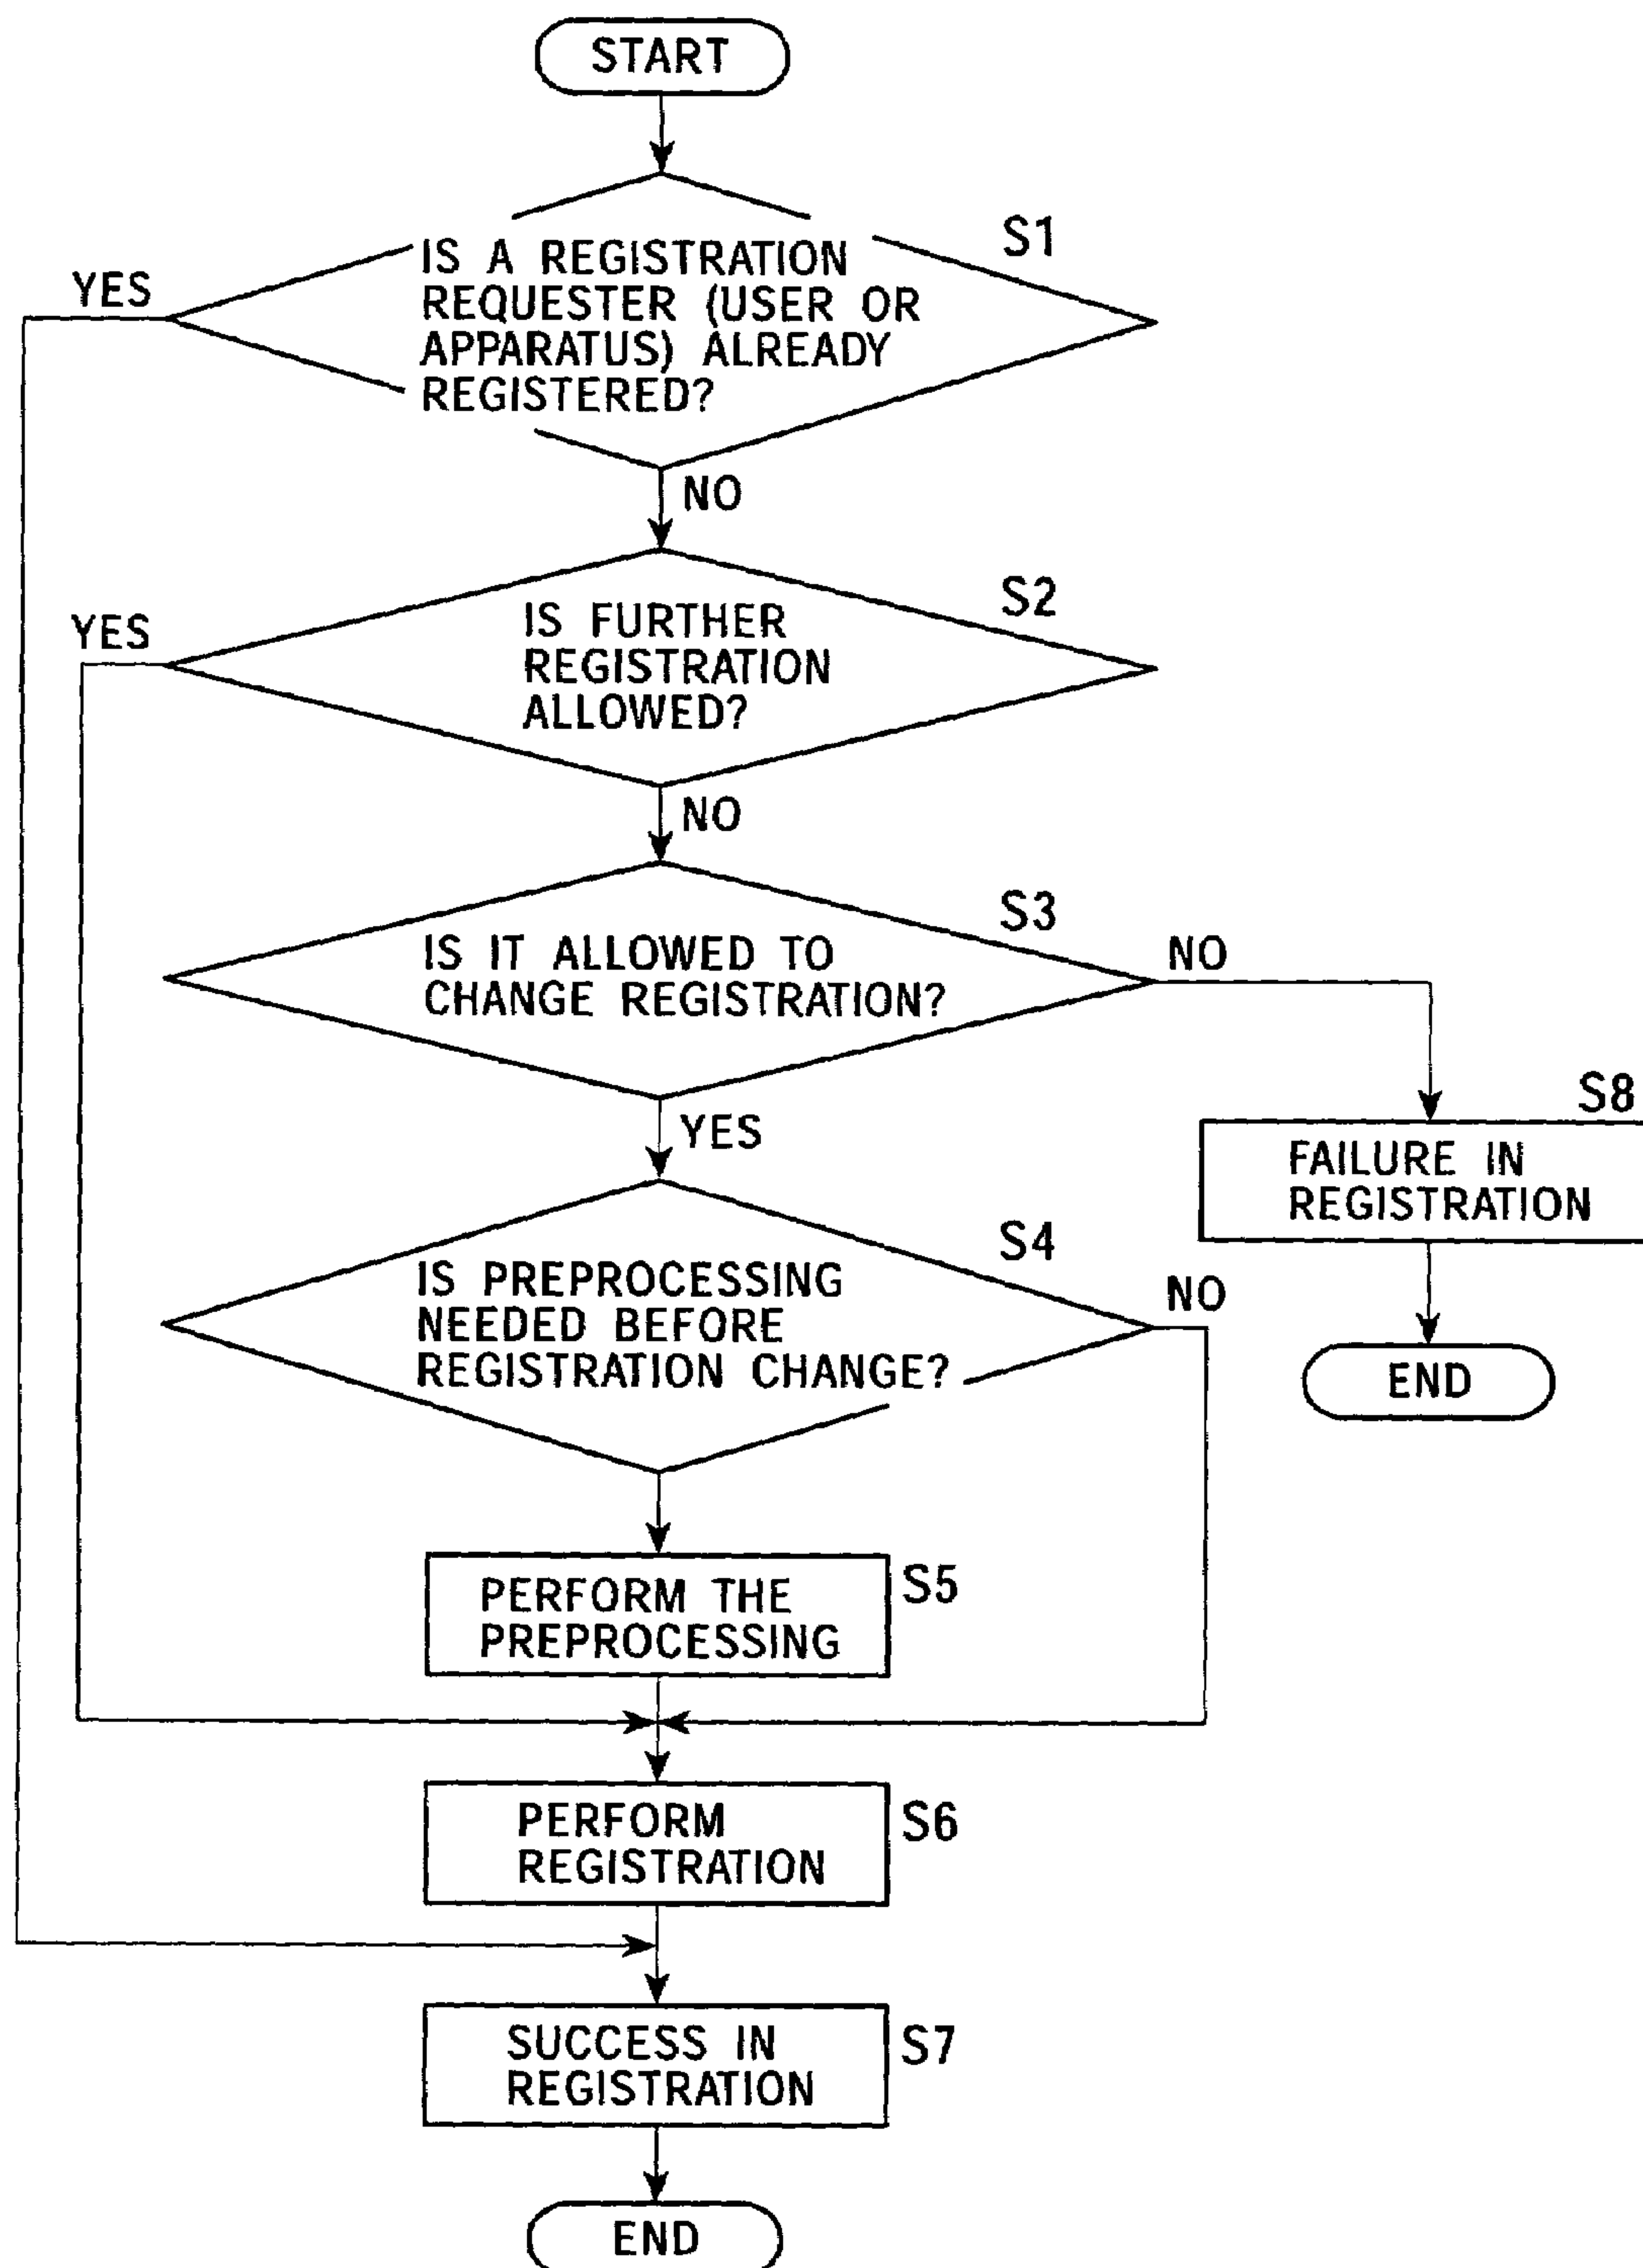 START
S1
IS A REGISTRATION
REQUESTER (USER OR
APPARATUS) ALREADY
REGISTERED?
YES
NO
S2
IS FURTHER
REGISTRATION
ALLOWED?
YES
NO
S3
IS IT ALLOWED TO
CHANGE REGISTRATION?
NO
YES
S8
FAILURE IN
REGISTRATION
END
S4
IS PREPROCESSING
NEEDED BEFORE
REGISTRATION CHANGE?
NO
PERFORM THE
PREPROCESSING
S5
PERFORM
REGISTRATION
S6
SUCCESS IN
REGISTRATION
S7
END